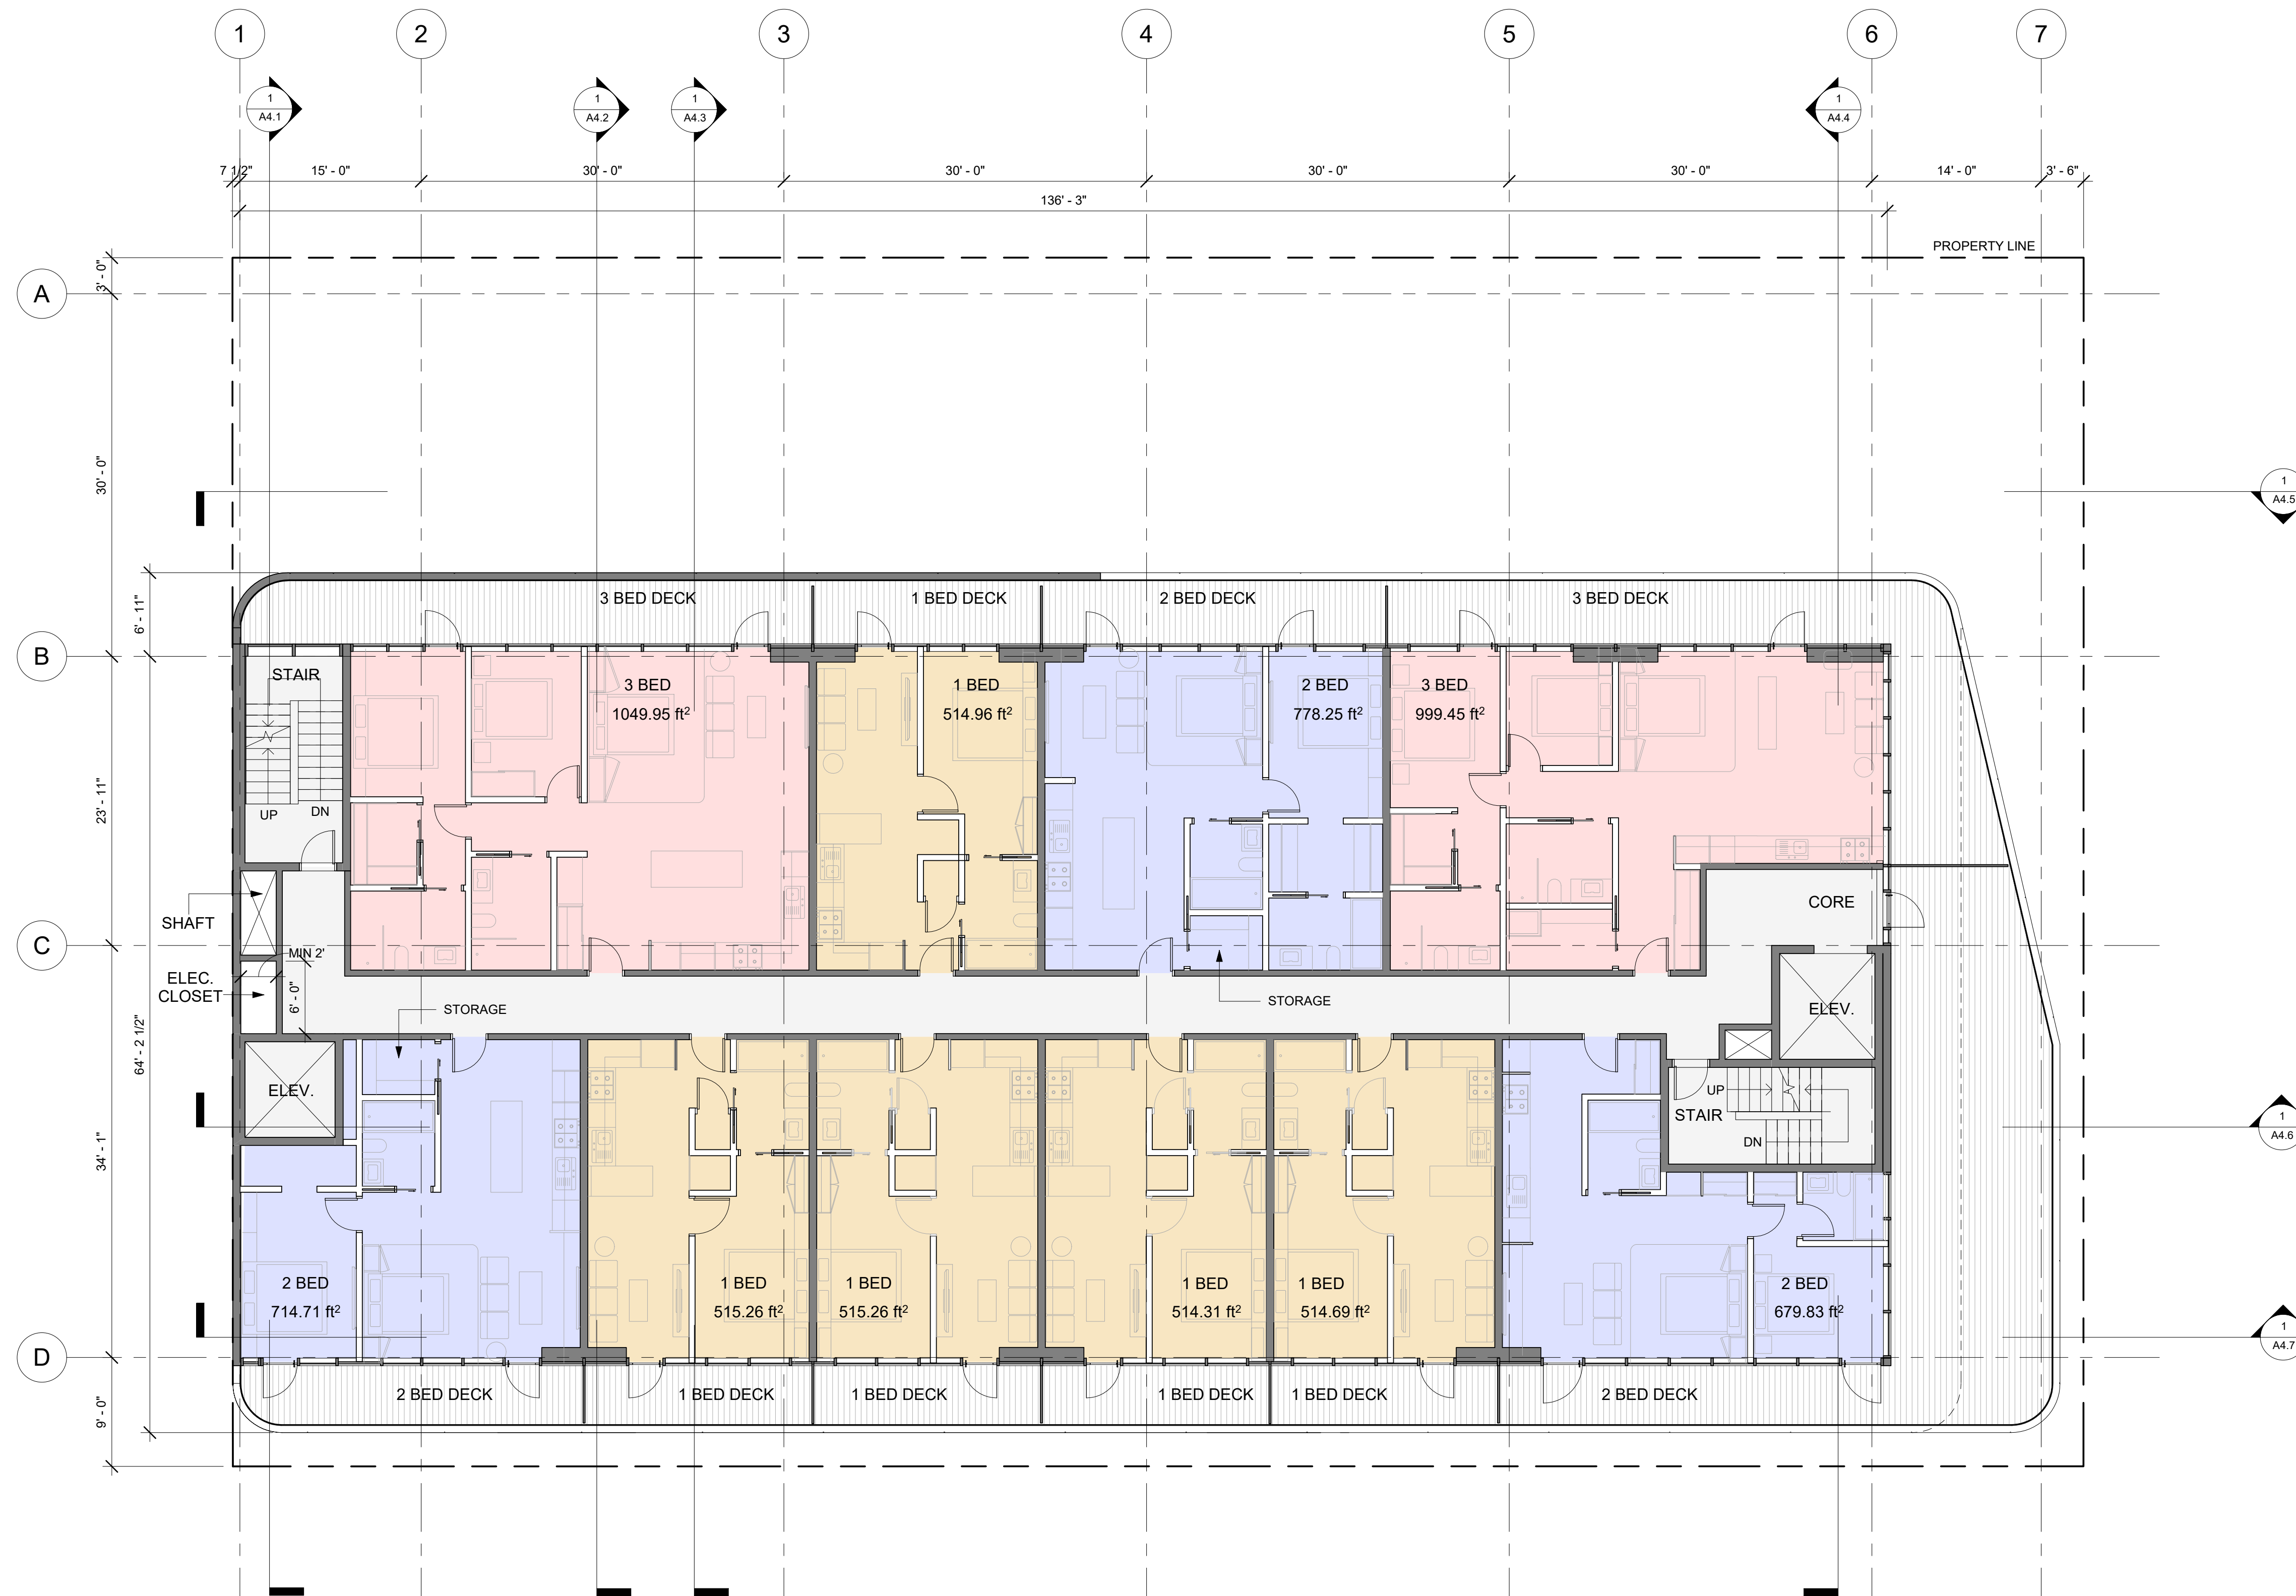 1
2
3
4
5
6
7
1
A4.1
1
A4.2
1
A4.3
1
A4.4
7 1/2"
15' - 0"
30' - 0"
30' - 0"
30' - 0"
30' - 0"
14' - 0"
3' - 6"
136' - 3"
PROPERTY LINE
3' - 0"
A
30' - 0"
1
A4.5
6' - 11"
3 BED DECK
1 BED DECK
2 BED DECK
3 BED DECK
B
STAIR
3 BED
1049.95 ft²
1 BED
514.96 ft²
2 BED
778.25 ft²
3 BED
999.45 ft²
23' - 11"
UP
DN
SHAFT
CORE
C
MIN 2'
ELEC.
CLOSET
6' - 0"
STORAGE
STORAGE
ELEV.
64' - 2 1/2"
34' - 1"
ELEV.
UP
STAIR
DN
1
A4.6
2 BED
714.71 ft²
1 BED
515.26 ft²
1 BED
515.26 ft²
1 BED
514.31 ft²
1 BED
514.69 ft²
2 BED
679.83 ft²
1
A4.7
D
2 BED DECK
1 BED DECK
1 BED DECK
1 BED DECK
1 BED DECK
2 BED DECK
9' - 0"